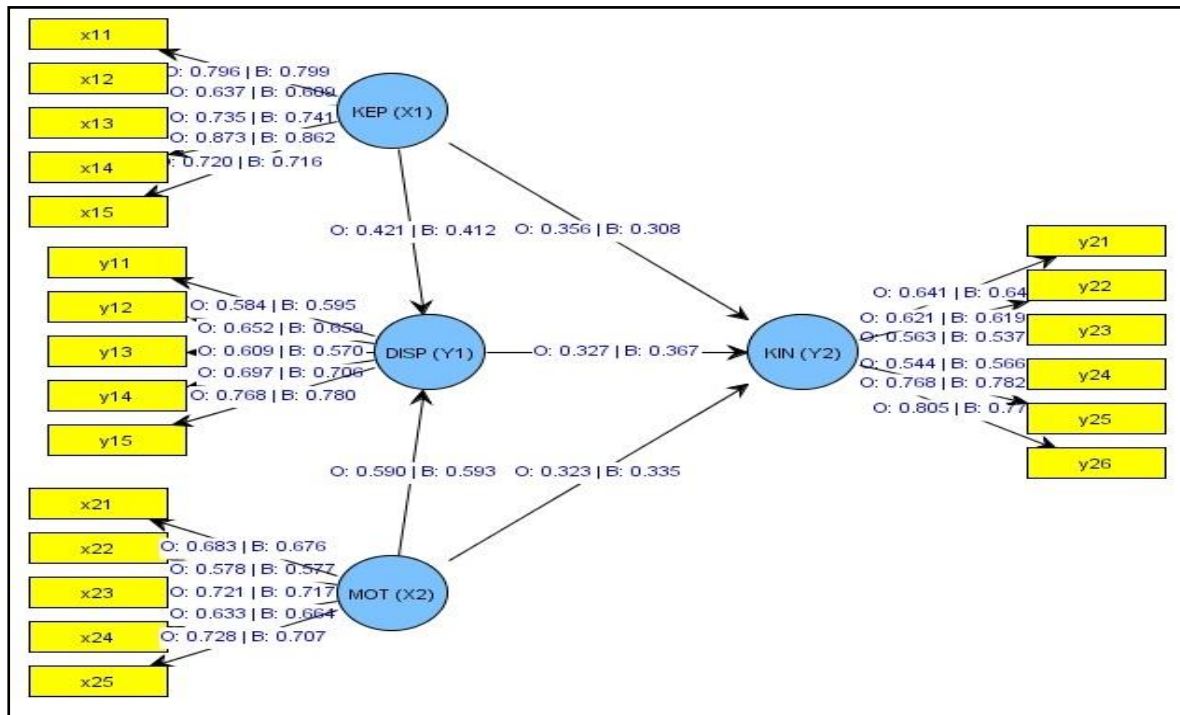 x11
x12
x13
x14
x15
O: 0.796 | B: 0.799
O: 0.637 | B: 0.609
O: 0.735 | B: 0.741
O: 0.873 | B: 0.862
O: 0.720 | B: 0.716
KEP (X1)
O: 0.421 | B: 0.412
O: 0.356 | B: 0.308
y11
y12
y13
y14
y15
O: 0.584 | B: 0.595
O: 0.652 | B: 0.659
O: 0.609 | B: 0.570
O: 0.697 | B: 0.706
O: 0.768 | B: 0.780
DISP (Y1)
O: 0.327 | B: 0.367
KIN (Y2)
O: 0.641 | B: 0.64
O: 0.621 | B: 0.619
O: 0.563 | B: 0.537
O: 0.544 | B: 0.566
O: 0.768 | B: 0.782
O: 0.805 | B: 0.77
y21
y22
y23
y24
y25
y26
O: 0.590 | B: 0.593
O: 0.323 | B: 0.335
x21
x22
x23
x24
x25
O: 0.683 | B: 0.676
O: 0.578 | B: 0.577
O: 0.721 | B: 0.717
O: 0.633 | B: 0.664
O: 0.728 | B: 0.707
MOT (X2)